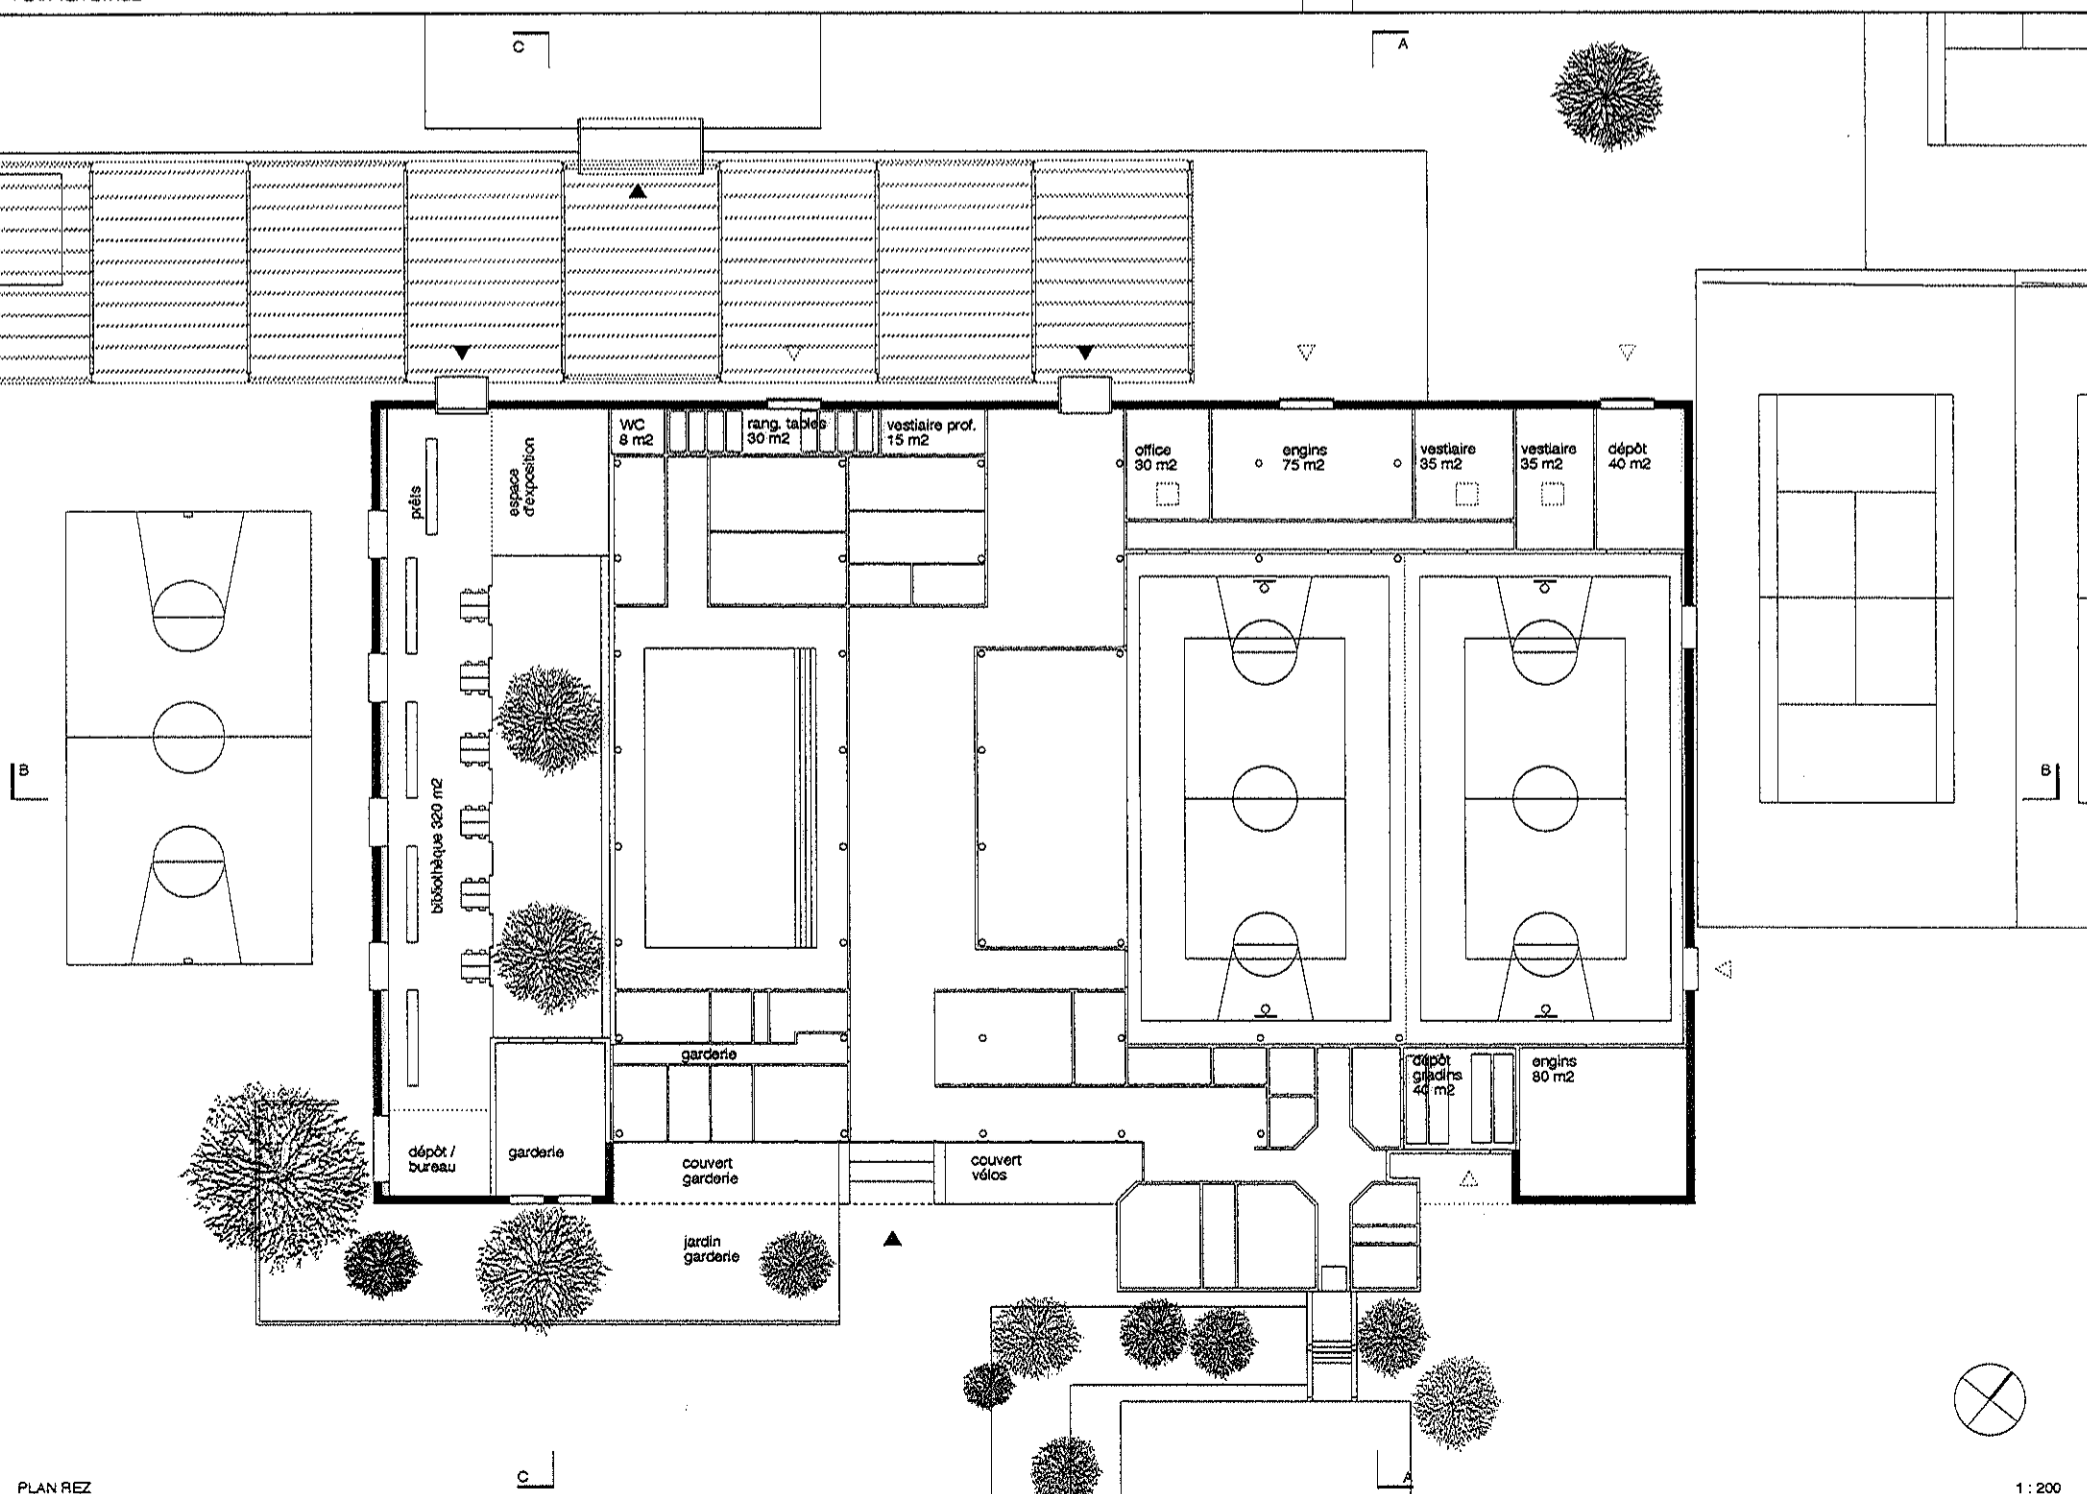 C
A
WC
8 m2
rang. tables
30 m2
vestiaire prof.
15 m2
office
30 m2
engins
75 m2
vestiaire
35 m2
vestiaire
35 m2
dépôt
40 m2
prêts
espace
d'exposition
B
B
bibliothèque 320 m2
garderie
dépôt
gradins
40 m2
engins
80 m2
dépôt /
bureau
garderie
couvert
garderie
couvert
vélos
jardin
garderie
C
A
PLAN REZ
1 : 200